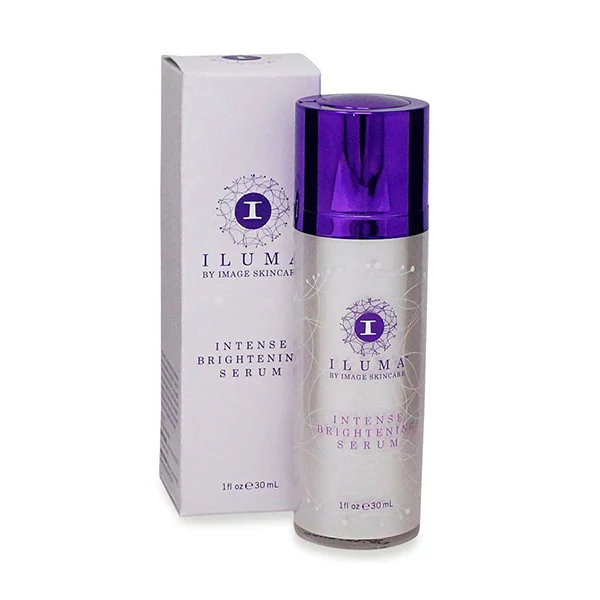 I
ILUMA
BY IMAGE SKINCARE
INTENSE
BRIGHTENING
SERUM
1fl oz ℮ 30 mL
I
ILUMA
BY IMAGE SKINCARE
INTENSE
BRIGHTENING
SERUM
1fl oz ℮ 30 mL